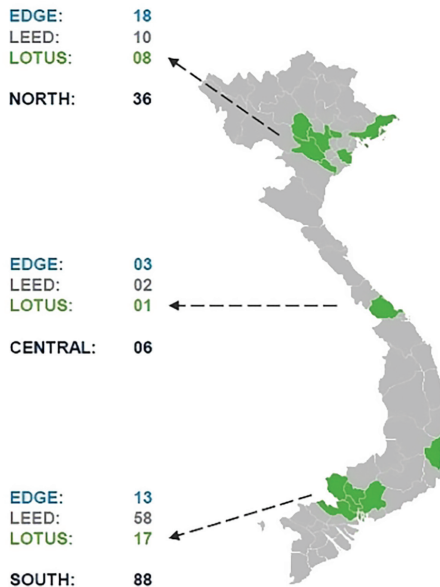 EDGE: 18
LEED: 10
LOTUS: 08
NORTH: 36
EDGE: 03
LEED: 02
LOTUS: 01
CENTRAL: 06
EDGE: 13
LEED: 58
LOTUS: 17
SOUTH: 88